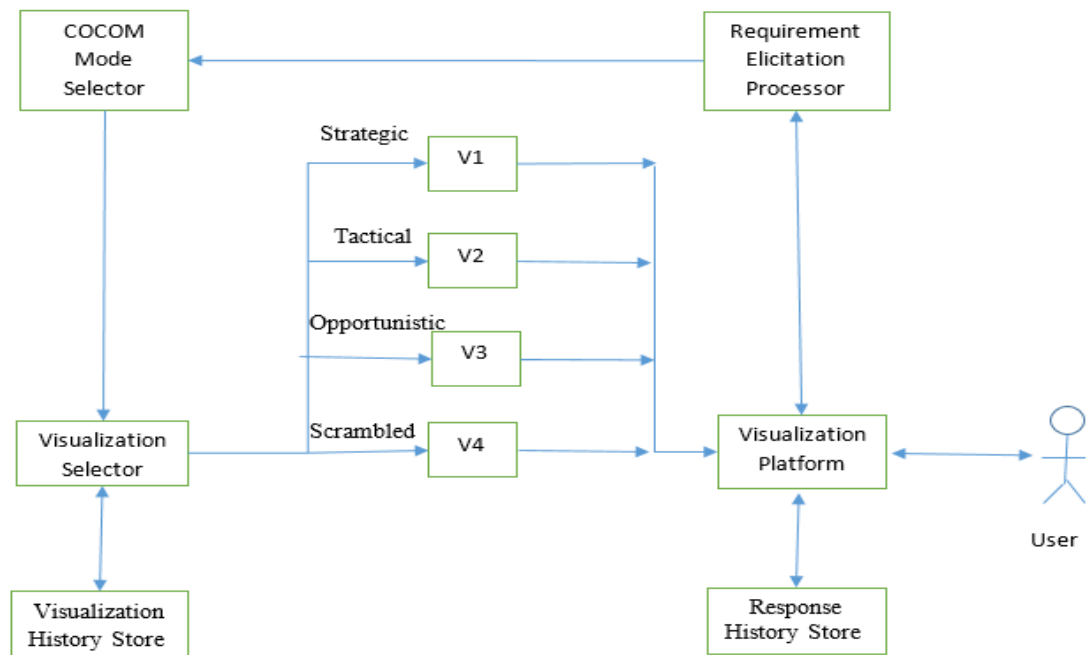 COCOM
Mode
Selector
Requirement
Elicitation
Processor
Strategic
V1
Tactical
V2
Opportunistic
V3
Scrambled
V4
Visualization
Selector
Visualization
Platform
User
Visualization
History Store
Response
History Store